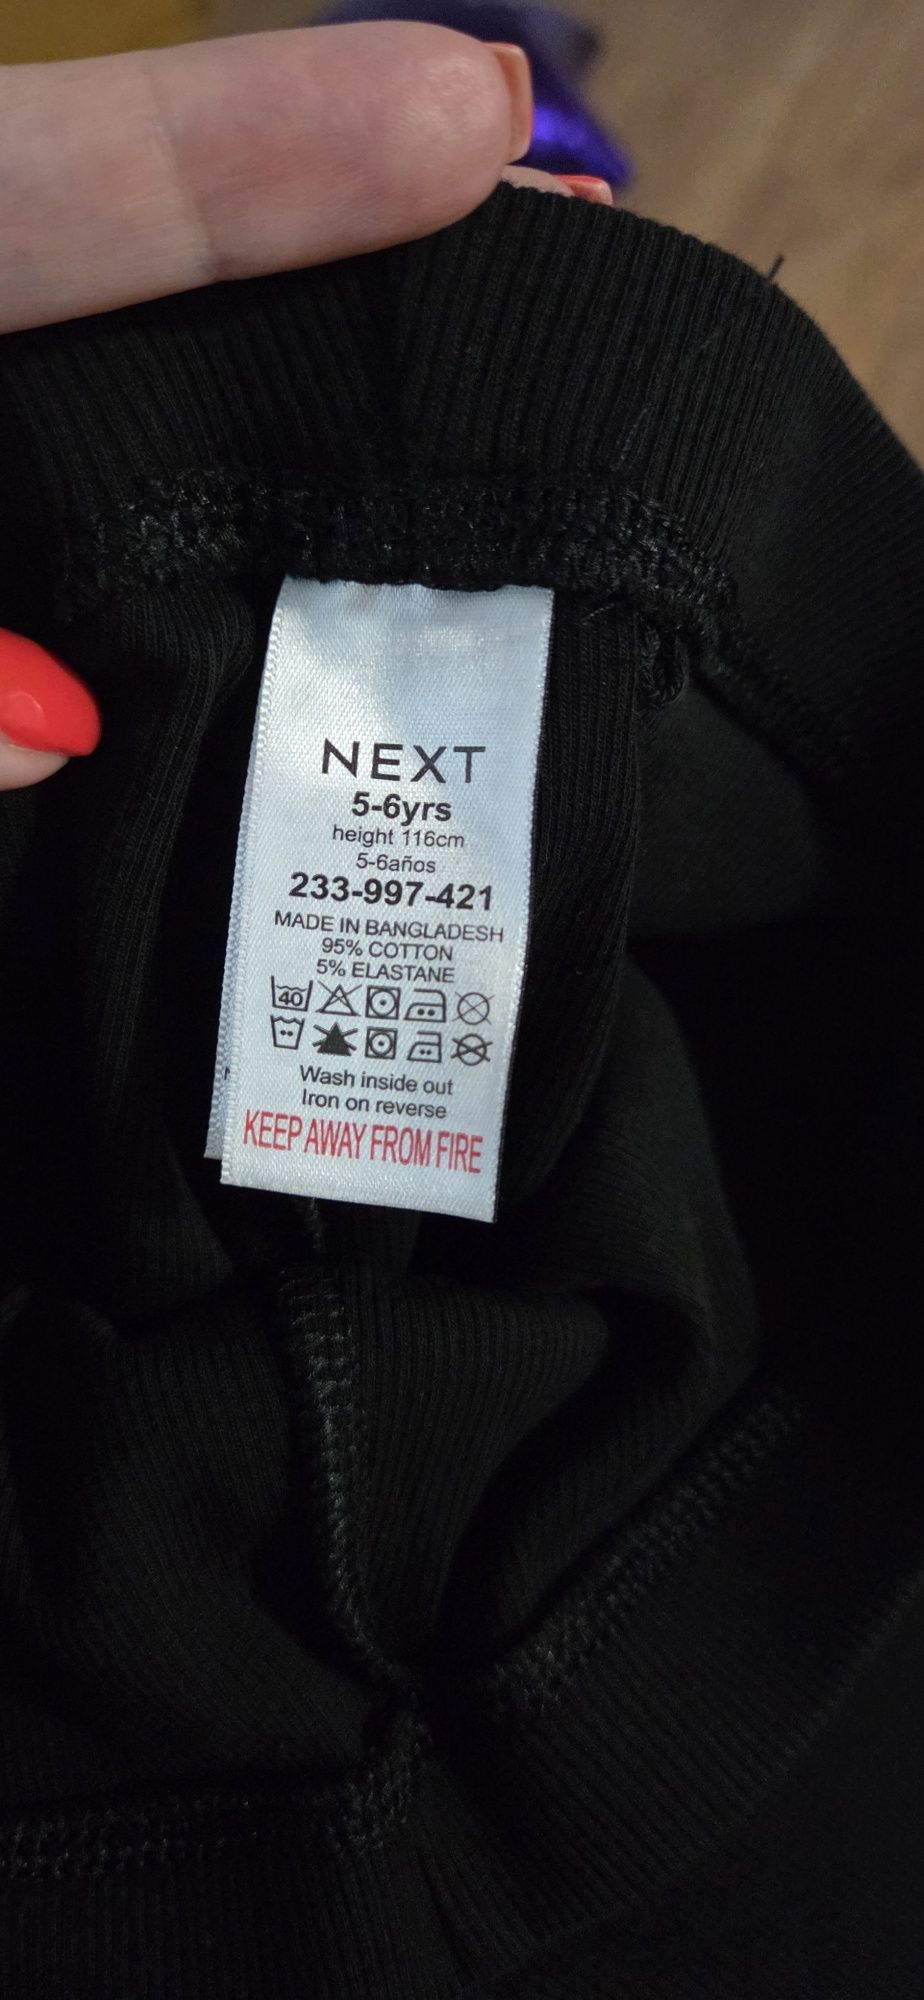 NEXT
5-6yrs
height 116cm
5-6años
233-997-421
MADE IN BANGLADESH
95% COTTON
5% ELASTANE
40
Wash inside out
Iron on reverse
KEEP AWAY FROM FIRE